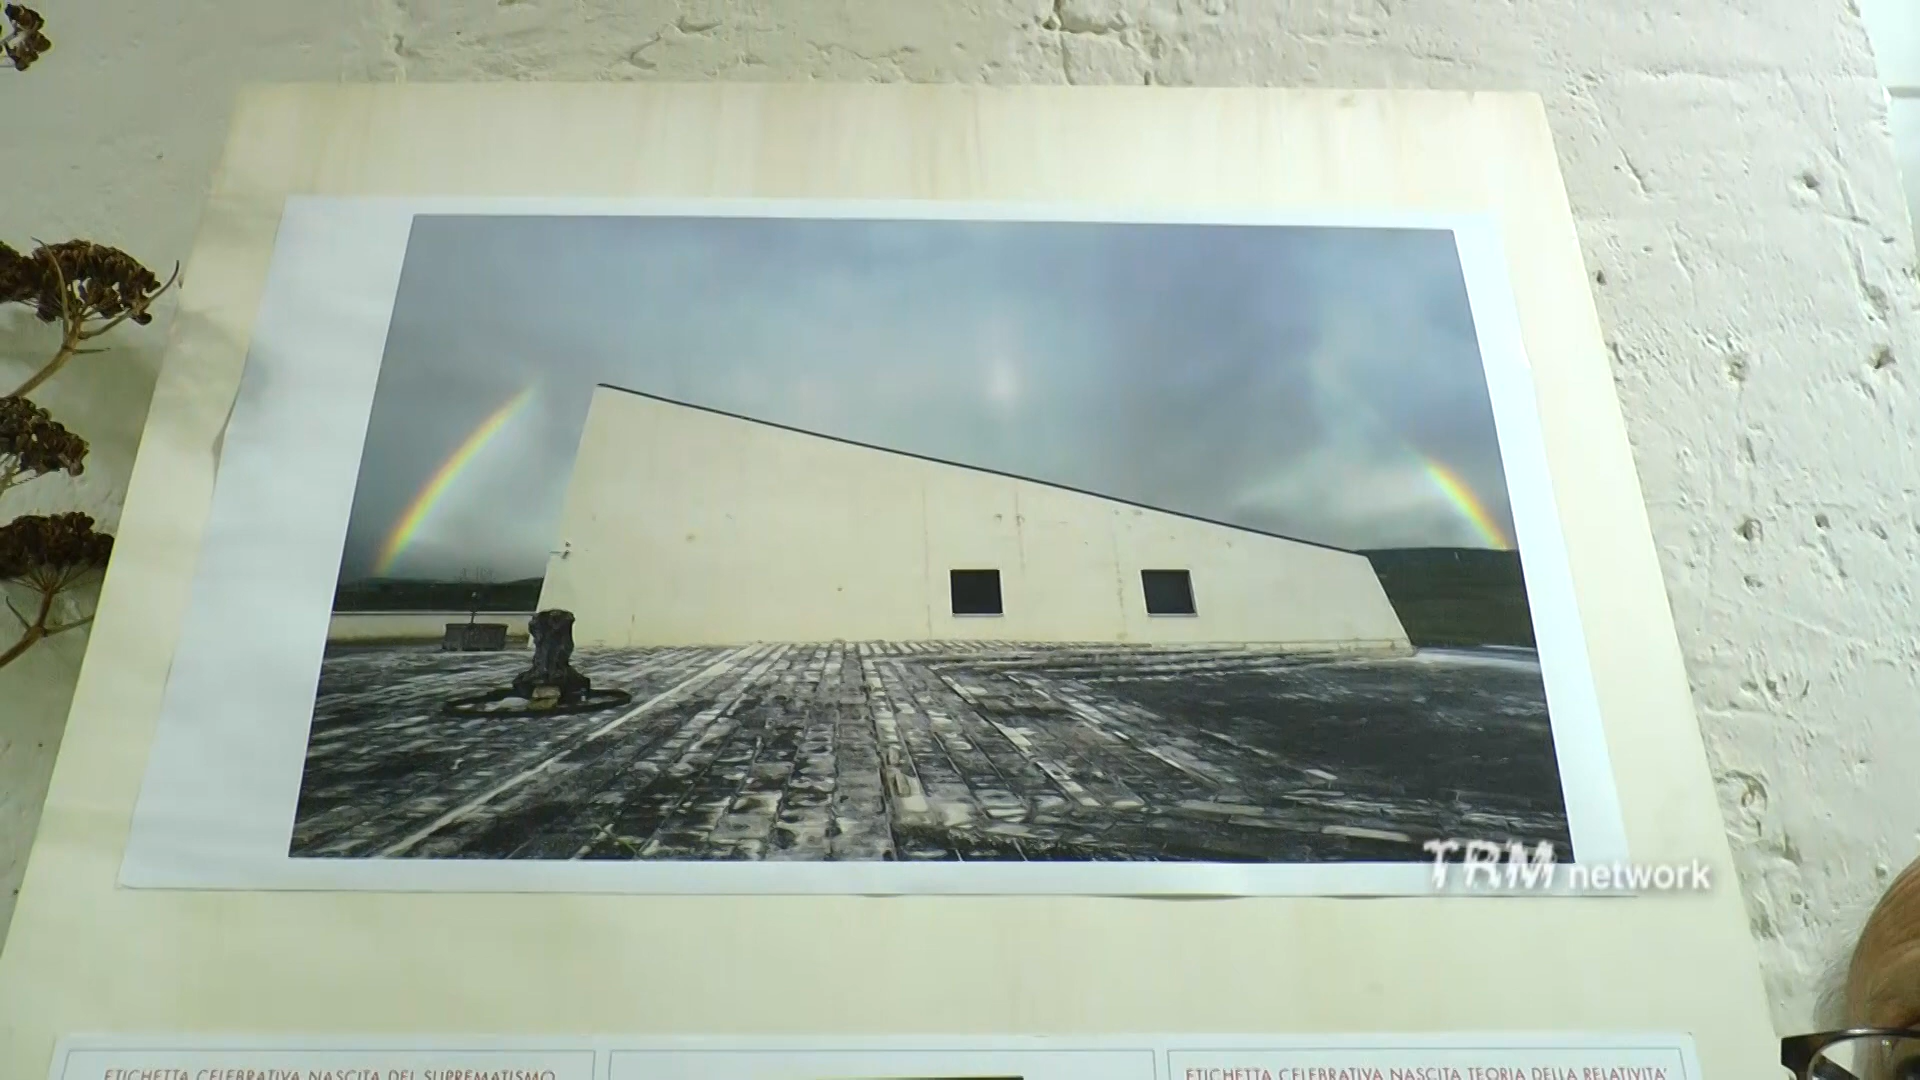 TRM network
ETICHETTA CELEBRATIVA NASCITA DEL SUPREMATISMO
ETICHETTA CELEBRATIVA NASCITA TEORIA DELLA RELATIVITA'